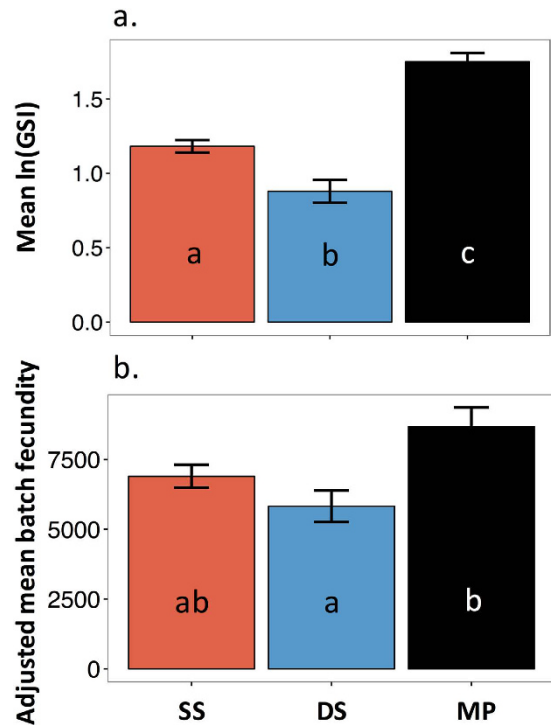 a.
Mean ln(GSI)
1.5
1.0
0.5
0.0
a
b
c
b.
Adjusted mean batch fecundity
7500
5000
2500
0
ab
a
b
SS
DS
MP